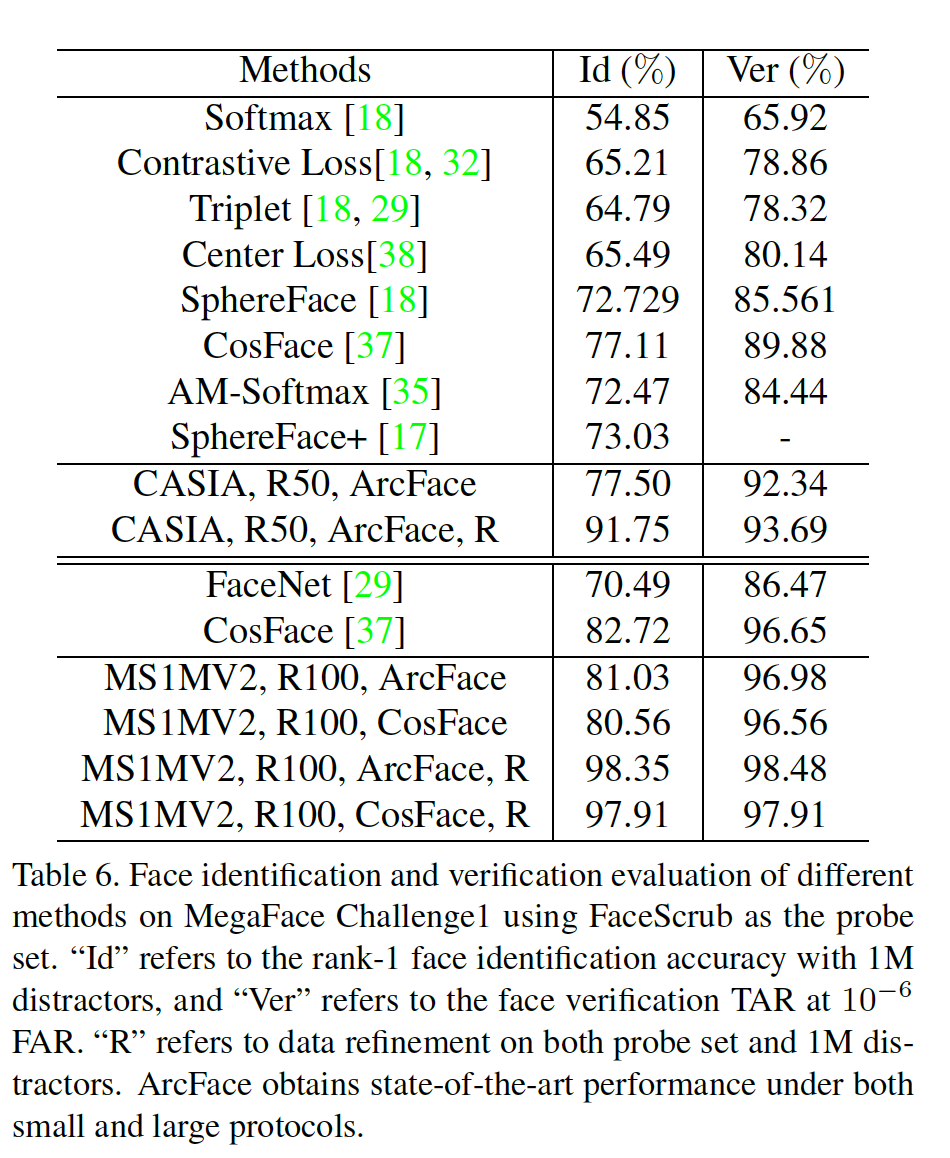 Methods Id (%) Ver (%)
Softmax [18] 54.85 65.92
Contrastive Loss[18, 32] 65.21 78.86
Triplet [18, 29] 64.79 78.32
Center Loss[38] 65.49 80.14
SphereFace [18] 72.729 85.561
CosFace [37] 77.11 89.88
AM-Softmax [35] 72.47 84.44
SphereFace+ [17] 73.03 -
CASIA, R50, ArcFace 77.50 92.34
CASIA, R50, ArcFace, R 91.75 93.69
FaceNet [29] 70.49 86.47
CosFace [37] 82.72 96.65
MS1MV2, R100, ArcFace 81.03 96.98
MS1MV2, R100, CosFace 80.56 96.56
MS1MV2, R100, ArcFace, R 98.35 98.48
MS1MV2, R100, CosFace, R 97.91 97.91
Table 6. Face identification and verification evaluation of different
methods on MegaFace Challenge1 using FaceScrub as the probe
set. “Id” refers to the rank-1 face identification accuracy with 1M
distractors, and “Ver” refers to the face verification TAR at 10⁻⁶
FAR. “R” refers to data refinement on both probe set and 1M dis-
tractors. ArcFace obtains state-of-the-art performance under both
small and large protocols.